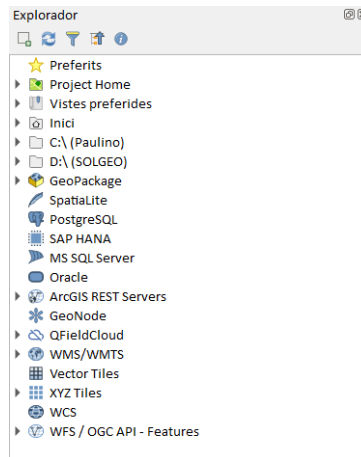 Explorador
Preferits
Project Home
Vistes preferides
Inici
C:\ (Paulino)
D:\ (SOLGEO)
GeoPackage
SpatiaLite
PostgreSQL
SAP HANA
MS SQL Server
Oracle
ArcGIS REST Servers
GeoNode
QFieldCloud
WMS/WMTS
Vector Tiles
XYZ Tiles
WCS
WFS / OGC API - Features